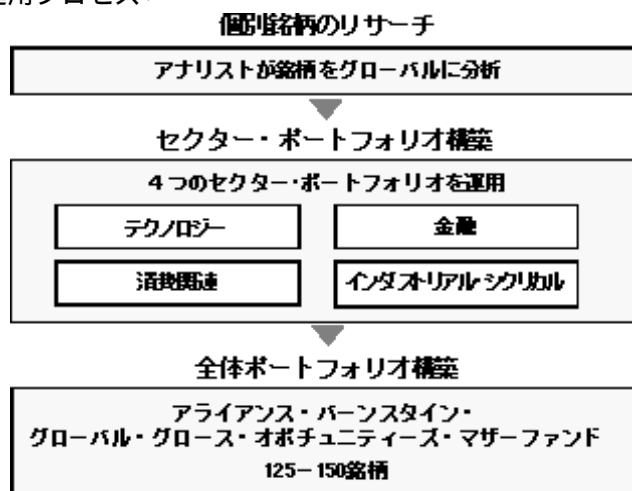 運用プロセス
個別銘柄のリサーチ
アナリストが銘柄をグローバルに分析
セクター・ポートフォリオ構築
4つのセクター・ポートフォリオを運用
テクノロジー
金融
消費関連
インダストリアル・シクリカル
全体ポートフォリオ構築
アライアンス・バーンスタイン・
グローバル・グロース・オポチュニティーズ・マザーファンド
125－150銘柄